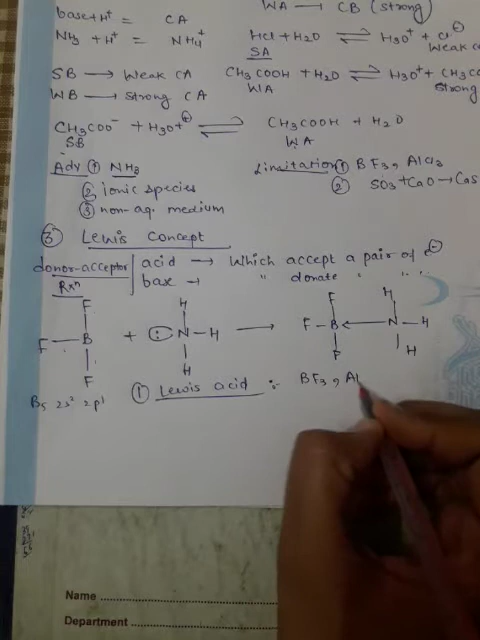 base + H+ = CA
WA → CB (strong)
NH3 + H+ = NH4+
HCl + H2O ⇌ H3O+ + Cl⊖
SA
Weak
SB → Weak CA
CH3COOH + H2O ⇌ H3O+ + CH3CO
WA
Strong
WB → strong CA
CH3COO- + H3O+ ⇌ CH3COOH + H2O
SB
WA
Adv ① NH3
② ionic species
③ non-aq. medium
Limitation ① BF3, AlCl3
② SO3 + CaO → CaS
③ Lewis Concept
donor-acceptor Rxn
acid → Which accept a pair of e⊖
base → " donate " " "
F
F B
F
+
H
: N H
H
→
F
F B
F
←
H
N H
H
B5 2s2 2p1
① Lewis acid :- BF3, Al
Name
Department